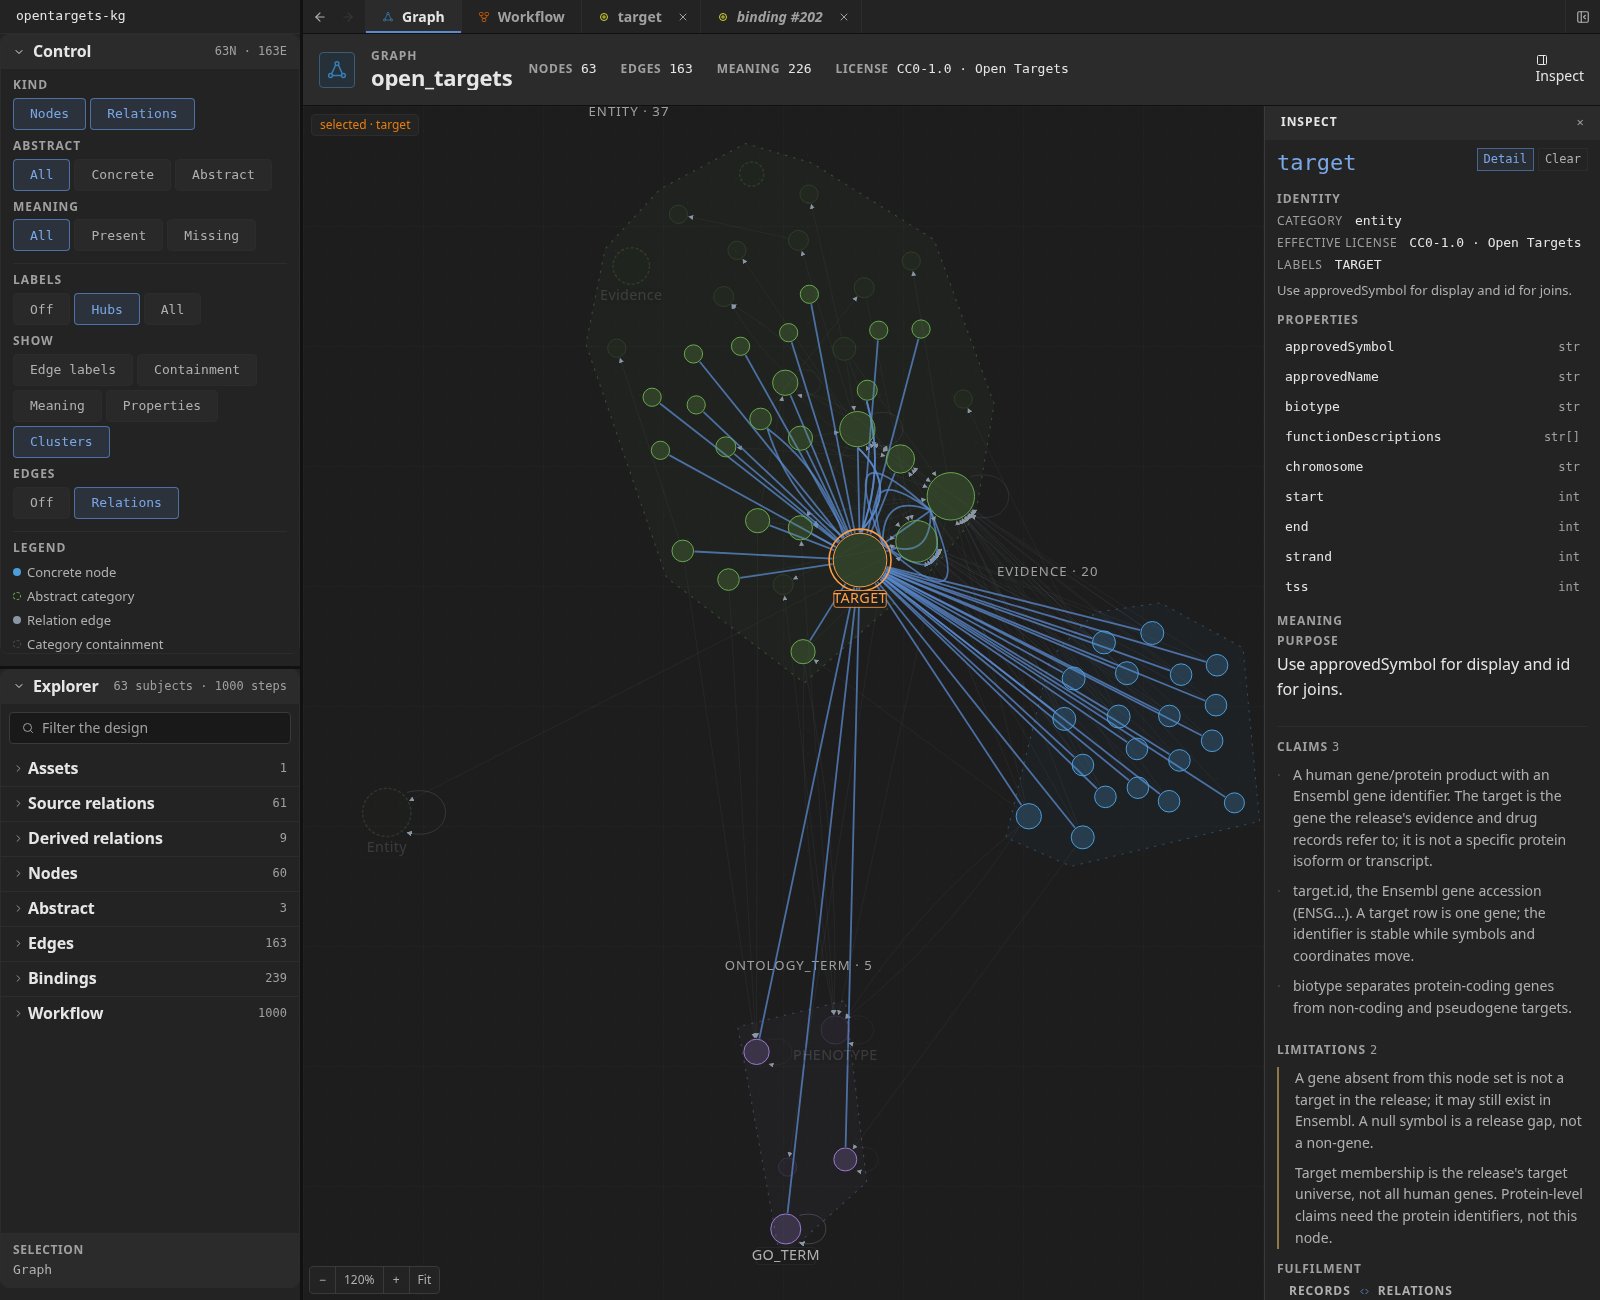 opentargets-kg
Graph
Workflow
target
binding #202
Control
63N · 163E
KIND
Nodes
Relations
ABSTRACT
All
Concrete
Abstract
MEANING
All
Present
Missing
LABELS
Off
Hubs
All
SHOW
Edge labels
Containment
Meaning
Properties
Clusters
EDGES
Off
Relations
LEGEND
Concrete node
Abstract category
Relation edge
Category containment
Explorer
63 subjects · 1000 steps
Filter the design
Assets 1
Source relations 61
Derived relations 9
Nodes 60
Abstract 3
Edges 163
Bindings 239
Workflow 1000
SELECTION
Graph
GRAPH
open_targets
NODES 63
EDGES 163
MEANING 226
LICENSE CC0-1.0 · Open Targets
Inspect
selected · target
ENTITY · 37
Evidence
TARGET
EVIDENCE · 20
Entity
ONTOLOGY_TERM · 5
PHENOTYPE
GO_TERM
− 120% + Fit
INSPECT ×
target
Detail
Clear
IDENTITY
CATEGORY entity
EFFECTIVE LICENSE CC0-1.0 · Open Targets
LABELS TARGET
Use approvedSymbol for display and id for joins.
PROPERTIES
approvedSymbol str
approvedName str
biotype str
functionDescriptions str[]
chromosome str
start int
end int
strand int
tss int
MEANING
PURPOSE
Use approvedSymbol for display and id
for joins.
CLAIMS 3
· A human gene/protein product with an
Ensembl gene identifier. The target is the
gene the release's evidence and drug
records refer to; it is not a specific protein
isoform or transcript.
· target.id, the Ensembl gene accession
(ENSG…). A target row is one gene; the
identifier is stable while symbols and
coordinates move.
· biotype separates protein-coding genes
from non-coding and pseudogene targets.
LIMITATIONS 2
A gene absent from this node set is not a
target in the release; it may still exist in
Ensembl. A null symbol is a release gap, not
a non-gene.
Target membership is the release's target
universe, not all human genes. Protein-level
claims need the protein identifiers, not this
node.
FULFILMENT
RECORDS <> RELATIONS